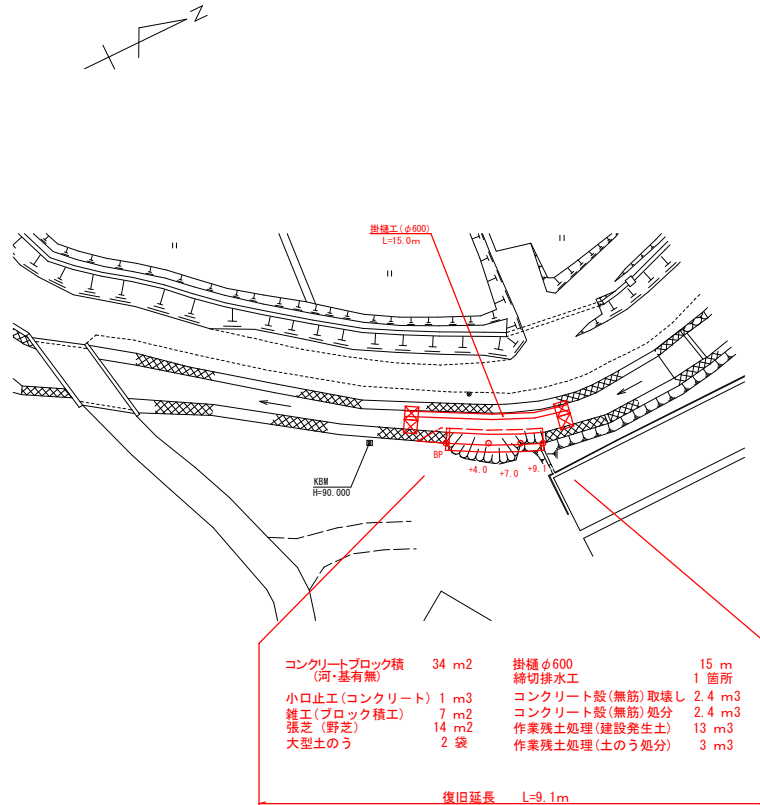 N
掛樋工(φ600)
L=15.0m
BP
+4.0
+7.0
+9.1
KBM
H=90.000
コンクリートブロック積 34 m2
(河・基有無)
小口止工(コンクリート) 1 m3
雑工(ブロック積工) 7 m2
張芝 (野芝) 14 m2
大型土のう 2 袋
掛樋φ600 15 m
締切排水工 1 箇所
コンクリート殻(無筋)取壊し 2.4 m3
コンクリート殻(無筋)処分 2.4 m3
作業残土処理(建設発生土) 13 m3
作業残土処理(土のう処分) 3 m3
復旧延長 L=9.1m